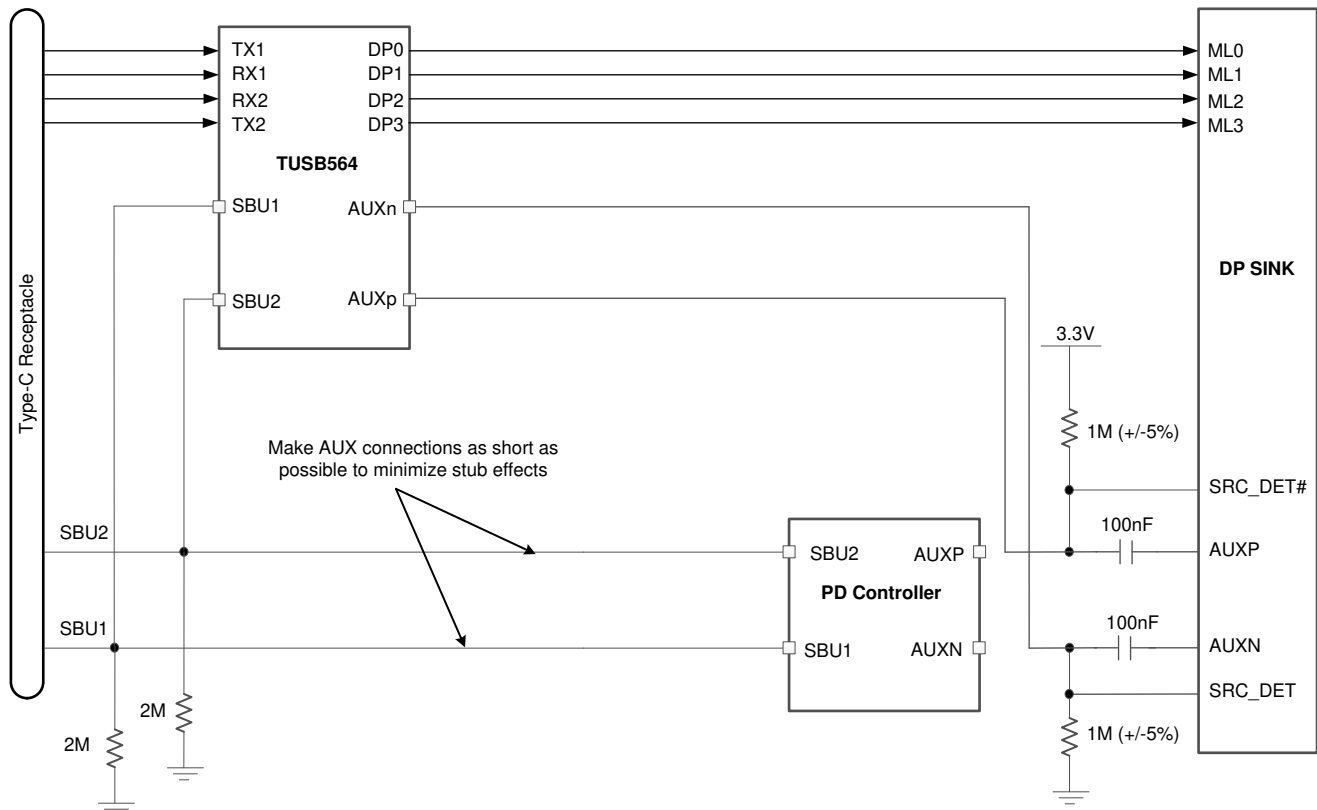 Type-C Receptacle
TX1
RX1
RX2
TX2
DP0
DP1
DP2
DP3
TUSB564
SBU1
AUXn
SBU2
AUXp
ML0
ML1
ML2
ML3
DP SINK
3.3V
1M (+/-5%)
SRC_DET#
100nF
AUXP
100nF
AUXN
SRC_DET
1M (+/-5%)
Make AUX connections as short as
possible to minimize stub effects
SBU2
SBU1
SBU2
AUXP
PD Controller
SBU1
AUXN
2M
2M